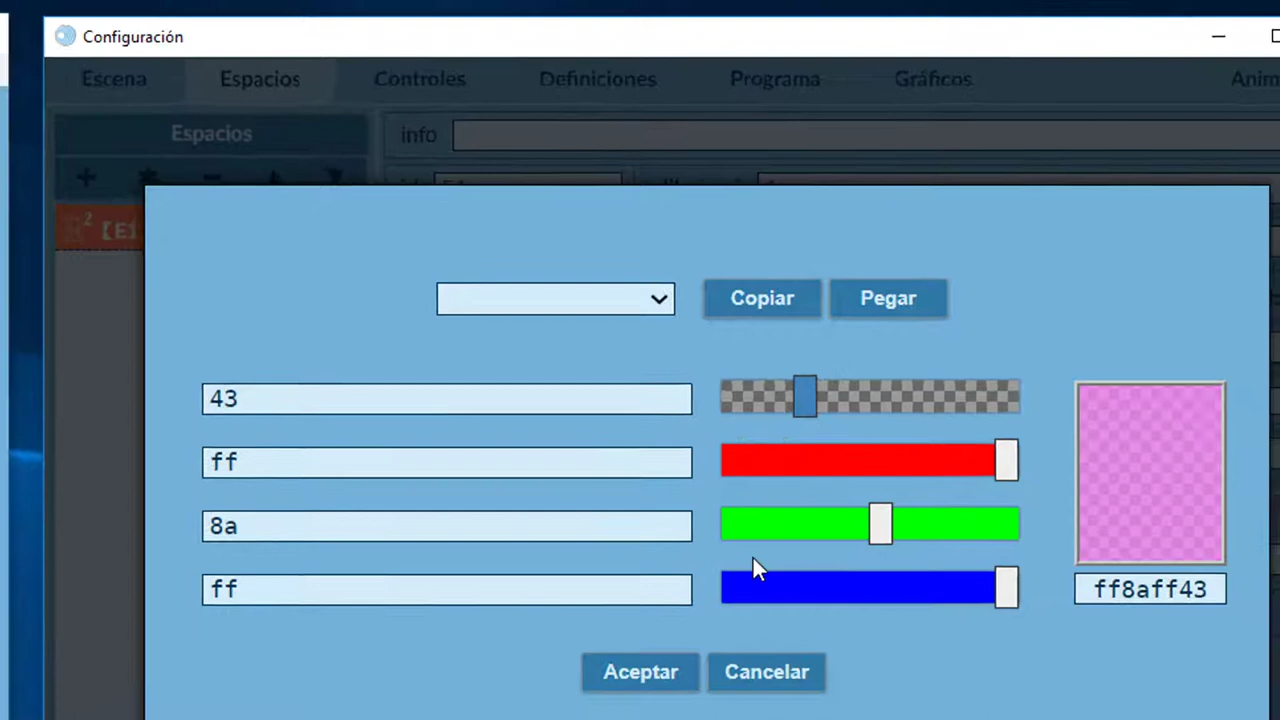 Configuración
Escena Espacios Controles Definiciones Programa Gráficos
Espacios info
Copiar Pegar
43
ff
8a
ff ff8aff43
Aceptar Cancelar